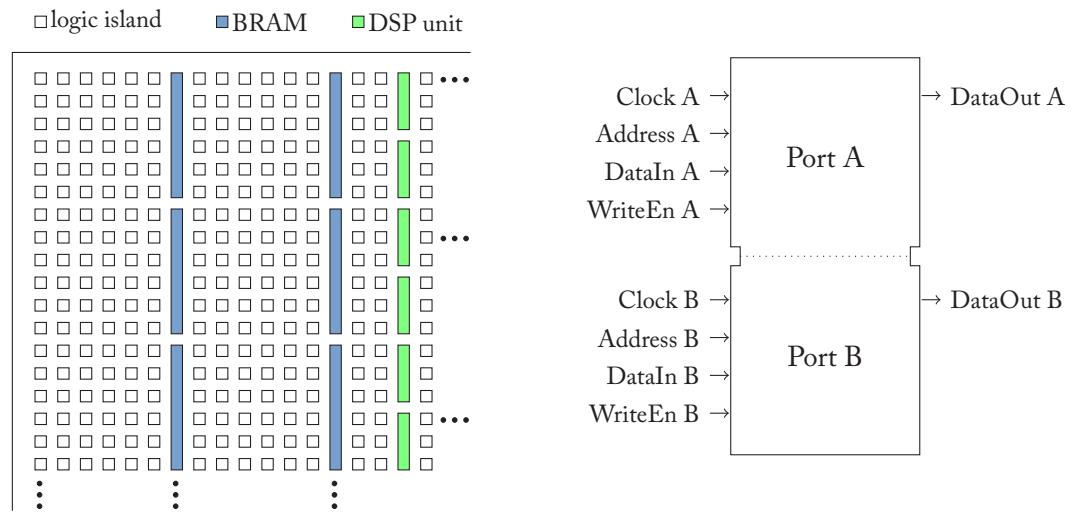 logic island BRAM DSP unit
Clock A
Address A
DataIn A
WriteEn A
Port A
DataOut A
Clock B
Address B
DataIn B
WriteEn B
Port B
DataOut B